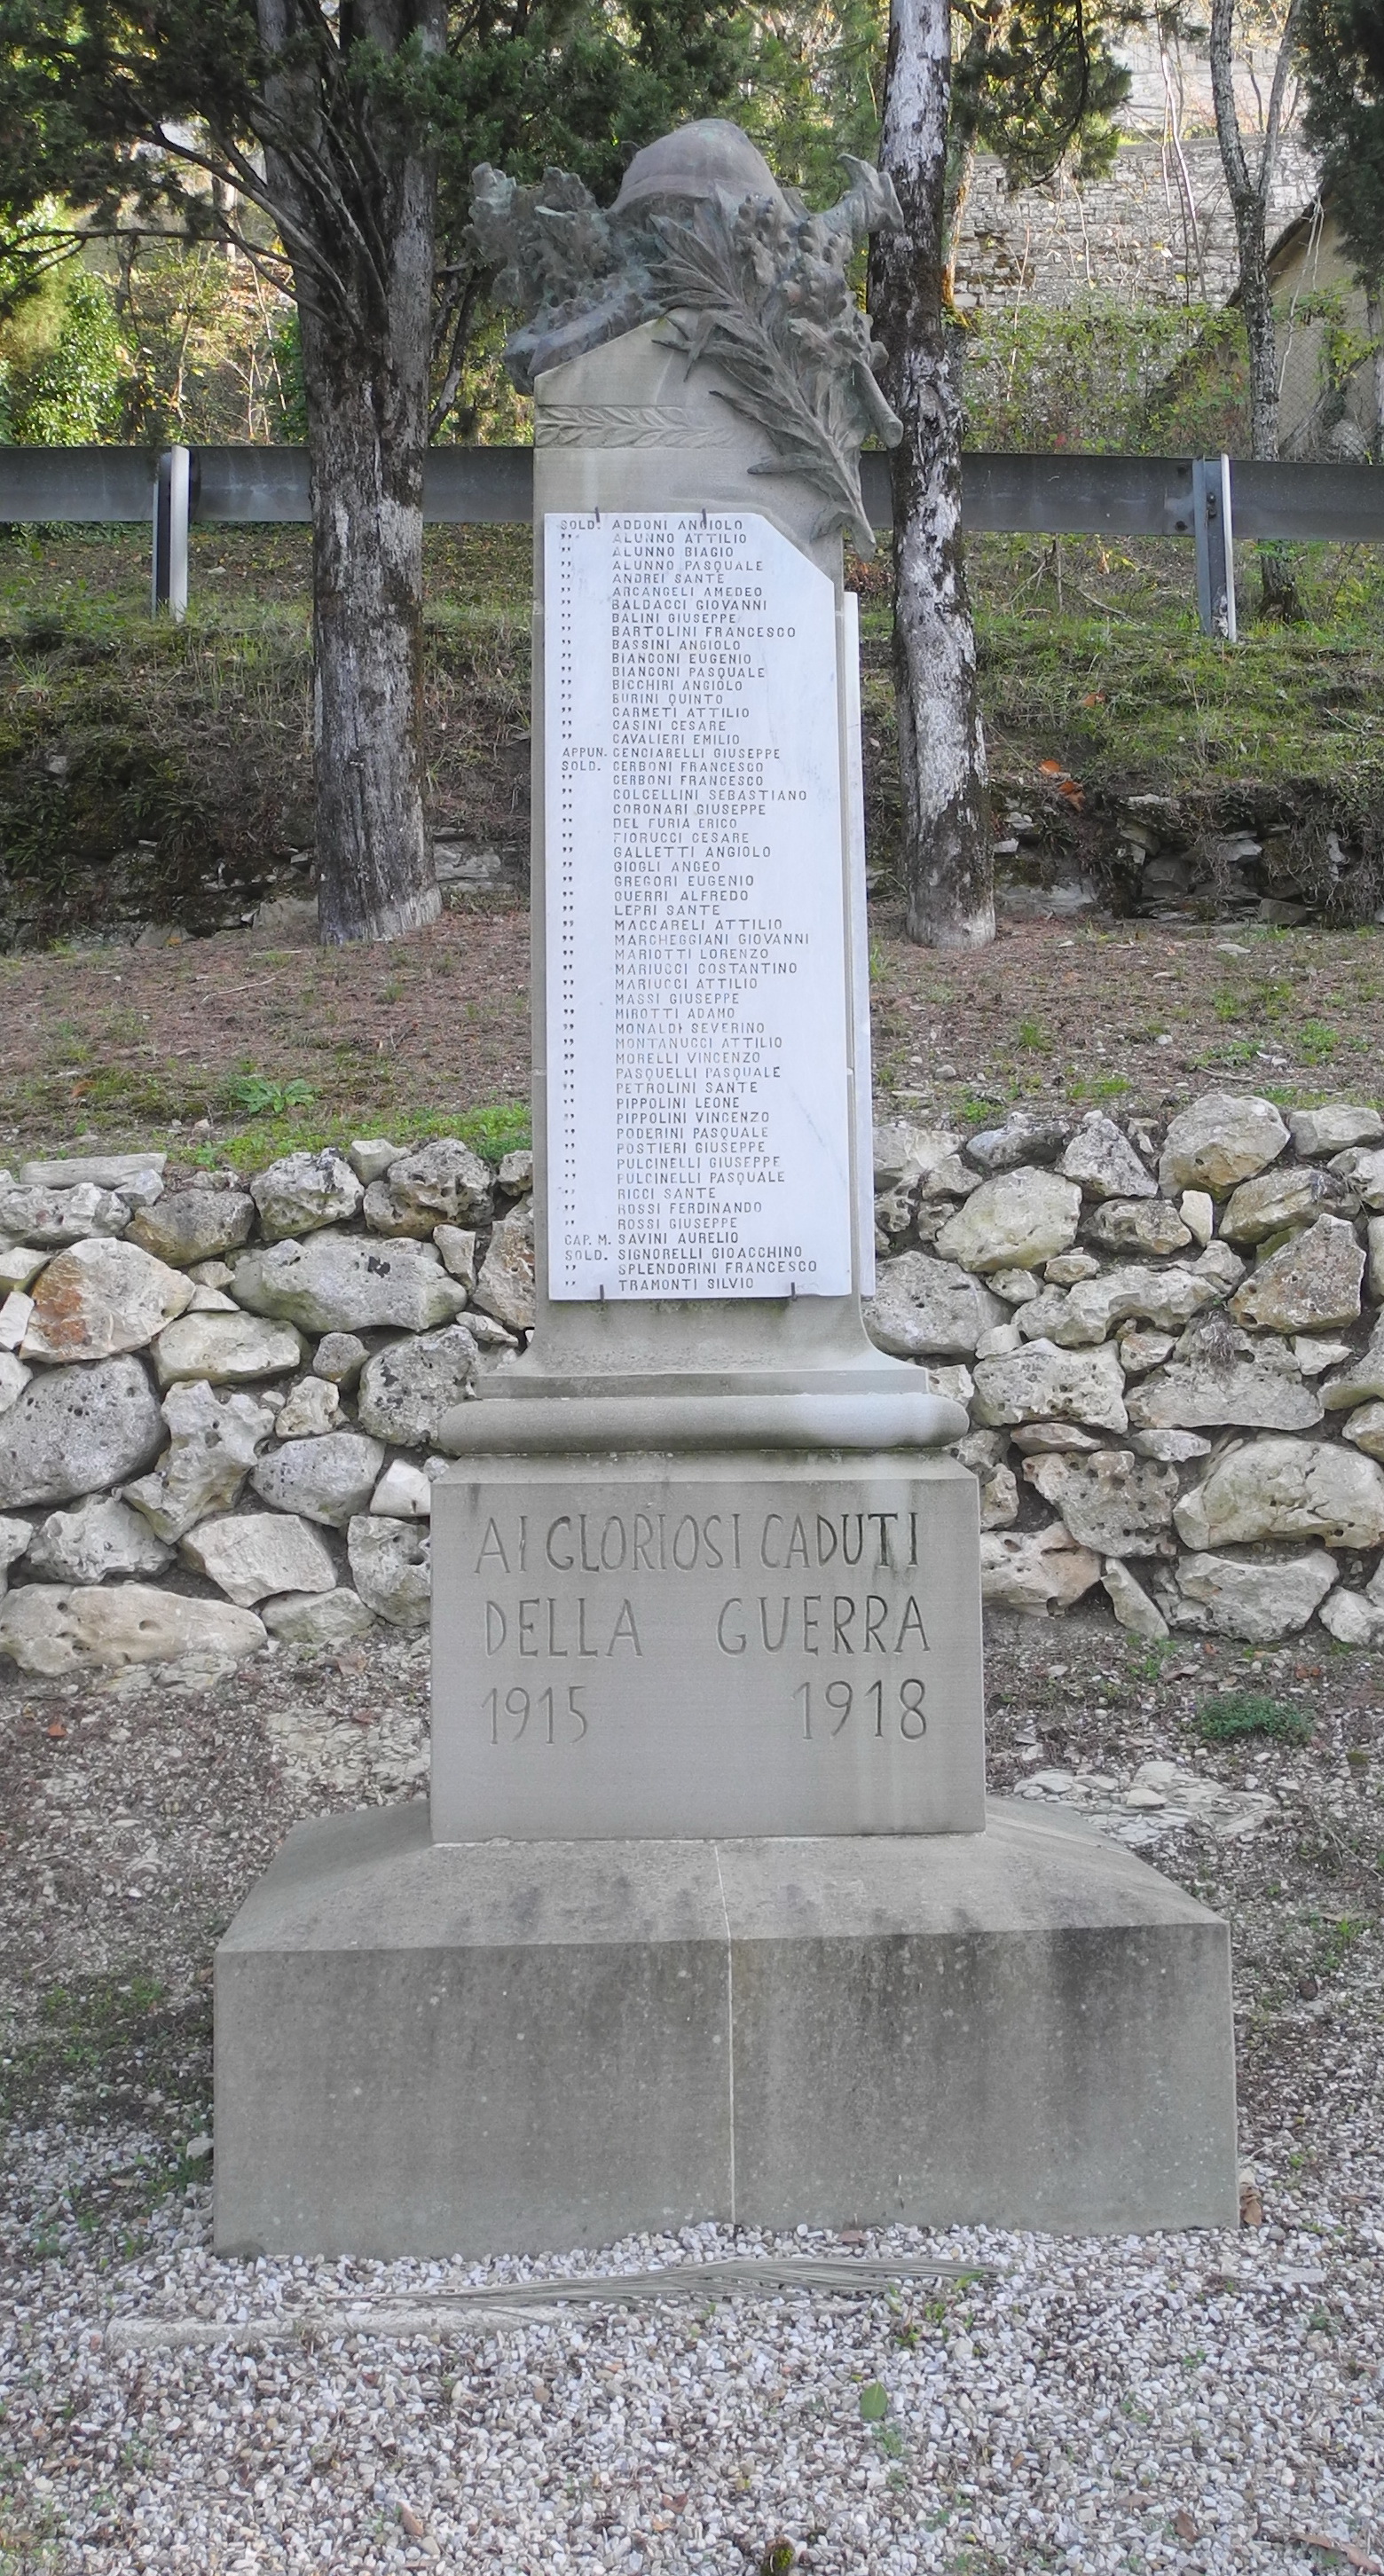 SOLD. ADDONI ANGIOLO
" ALUNNO ATTILIO
" ALUNNO BIAGIO
" ALUNNO PASQUALE
" ANDREI SANTE
" ARCANGELI AMEDEO
" BALDACCI GIOVANNI
" BALINI GIUSEPPE
" BARTOLINI FRANCESCO
" BASSINI ANGIOLO
" BIANCONI EUGENIO
" BIANCONI PASQUALE
" BICCHIRI ANGIOLO
" BURINI QUINTO
" CARMETI ATTILIO
" CASINI CESARE
" CAVALIERI EMILIO
APPUN. CENCIARELLI GIUSEPPE
SOLD. CERBONI FRANCESCO
" CERBONI FRANCESCO
" COLCELLINI SEBASTIANO
" CORONARI GIUSEPPE
" DEL FURIA ERICO
" FIORUCCI CESARE
" GALLETTI ANGIOLO
" GIOGLI ANGEO
" GREGORI EUGENIO
" GUERRI ALFREDO
" LEPRI SANTE
" MACCARELI ATTILIO
" MARCHEGGIANI GIOVANNI
" MARIOTTI LORENZO
" MARIUCCI COSTANTINO
" MARIUCCI ATTILIO
" MASSI GIUSEPPE
" MIROTTI ADAMO
" MONALDI SEVERINO
" MONTANUCCI ATTILIO
" MORELLI VINCENZO
" PASQUELLI PASQUALE
" PETROLINI SANTE
" PIPPOLINI LEONE
" PIPPOLINI VINCENZO
" PODERINI PASQUALE
" POSTIERI GIUSEPPE
" PULCINELLI GIUSEPPE
" PULCINELLI PASQUALE
" RICCI SANTE
" ROSSI FERDINANDO
" ROSSI GIUSEPPE
CAP. M. SAVINI AURELIO
SOLD. SIGNORELLI GIOACCHINO
" SPLENDORINI FRANCESCO
" TRAMONTI SILVIO
AI GLORIOSI CADUTI
DELLA GUERRA
1915 1918